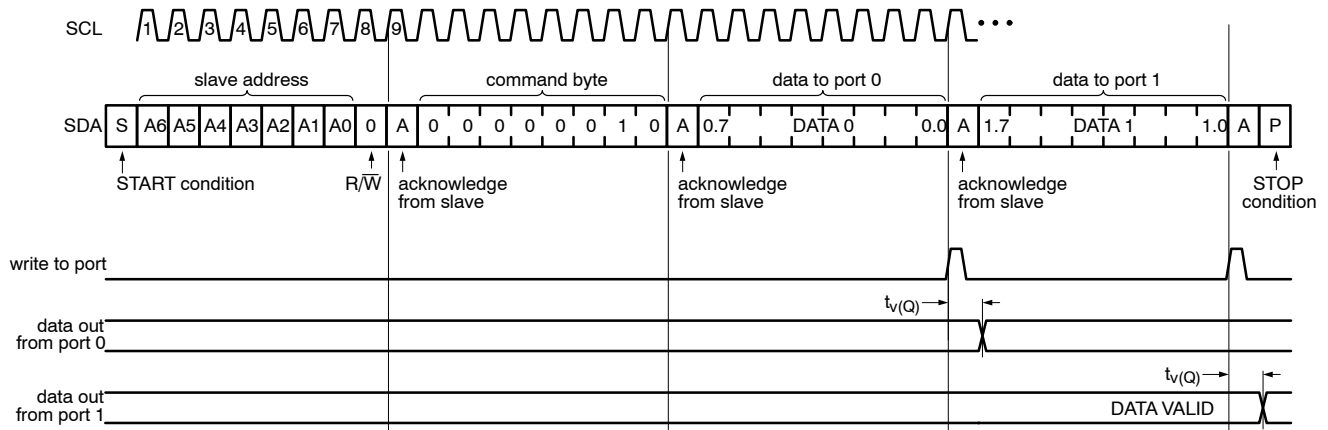 SCL 1 2 3 4 5 6 7 8 9 •••
slave address command byte data to port 0 data to port 1
SDA S A6 A5 A4 A3 A2 A1 A0 0 A 0 0 0 0 0 0 1 0 A 0.7 DATA 0 0.0 A 1.7 DATA 1 1.0 A P
START condition R/W̅ acknowledge acknowledge acknowledge STOP
from slave from slave from slave condition
write to port
tv(Q)
data out
from port 0
tv(Q)
data out
from port 1 DATA VALID